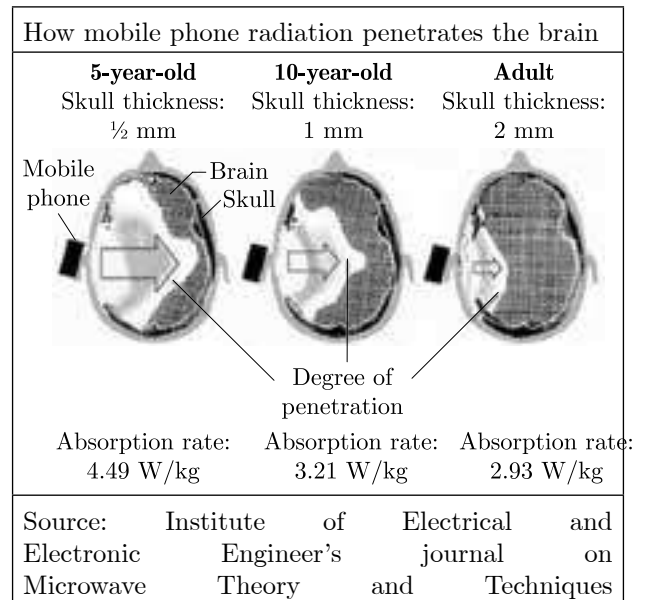 How mobile phone radiation penetrates the brain
5-year-old
Skull thickness:
½ mm
10-year-old
Skull thickness:
1 mm
Adult
Skull thickness:
2 mm
Mobile
phone
Brain
Skull
Degree of
penetration
Absorption rate:
4.49 W/kg
Absorption rate:
3.21 W/kg
Absorption rate:
2.93 W/kg
Source: Institute of Electrical and
Electronic Engineer's journal on
Microwave Theory and Techniques